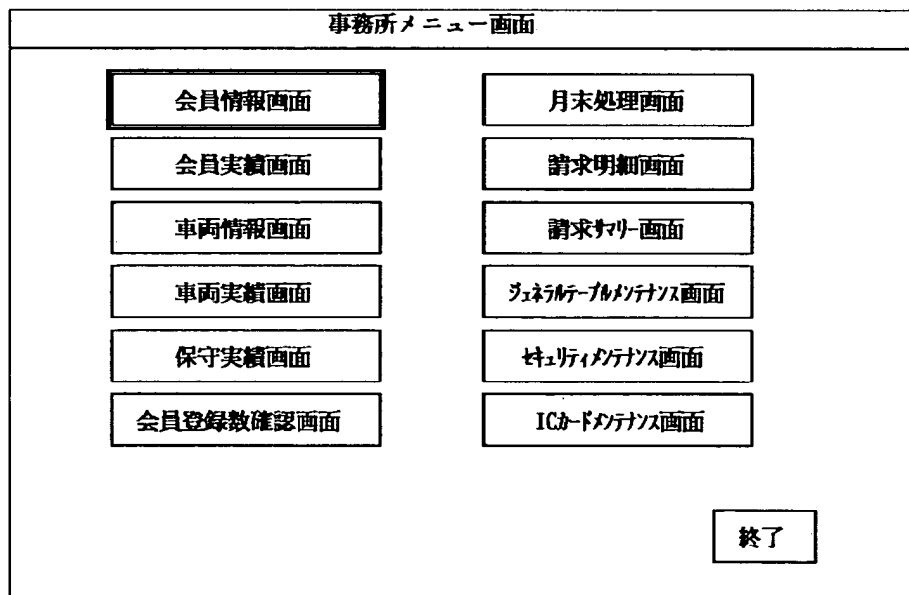 事務所メニュー画面
会員情報画面
会員実績画面
車両情報画面
車両実績画面
保守実績画面
会員登録数確認画面
月末処理画面
請求明細画面
請求ｻﾏﾘｰ画面
ｼﾞｪﾈﾗﾙﾃｰﾌﾞﾙﾒﾝﾃﾅﾝｽ画面
ｾｷｭﾘﾃｨﾒﾝﾃﾅﾝｽ画面
ICｶｰﾄﾞﾒﾝﾃﾅﾝｽ画面
終了